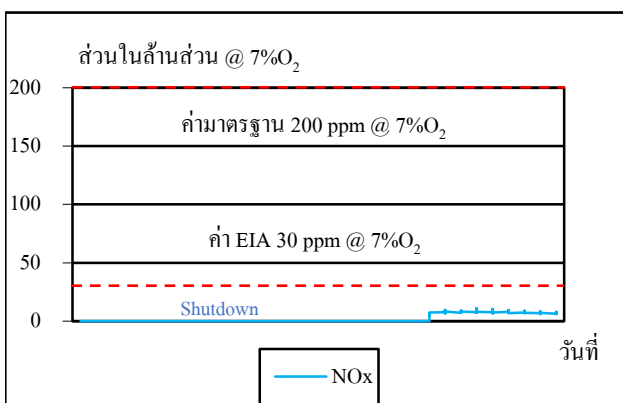 ส่วนในล้านส่วน @ 7%O₂
200
ค่ามาตรฐาน 200 ppm @ 7%O₂
150
100
ค่า EIA 30 ppm @ 7%O₂
50
Shutdown
0
วันที่
NOx